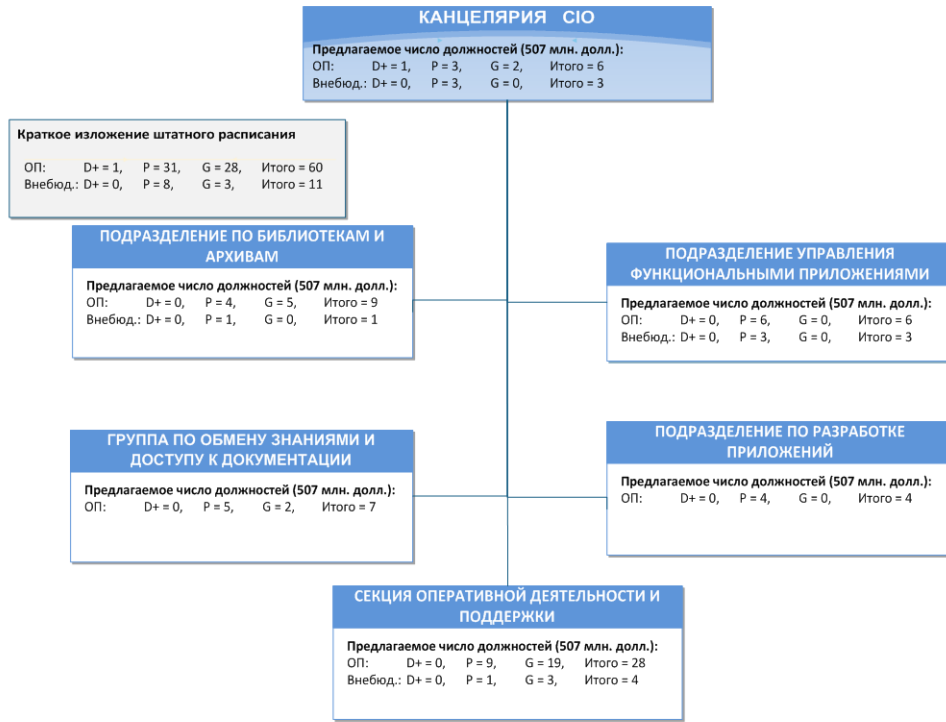 КАНЦЕЛЯРИЯ CIO
Предлагаемое число должностей (507 млн. долл.):
ОП: D+ = 1, P = 3, G = 2, Итого = 6
Внебюд.: D+ = 0, P = 3, G = 0, Итого = 3
Краткое изложение штатного расписания
ОП: D+ = 1, P = 31, G = 28, Итого = 60
Внебюд.: D+ = 0, P = 8, G = 3, Итого = 11
ПОДРАЗДЕЛЕНИЕ ПО БИБЛИОТЕКАМ И
АРХИВАМ
Предлагаемое число должностей (507 млн. долл.):
ОП: D+ = 0, P = 4, G = 5, Итого = 9
Внебюд.: D+ = 0, P = 1, G = 0, Итого = 1
ПОДРАЗДЕЛЕНИЕ УПРАВЛЕНИЯ
ФУНКЦИОНАЛЬНЫМИ ПРИЛОЖЕНИЯМИ
Предлагаемое число должностей (507 млн. долл.):
ОП: D+ = 0, P = 6, G = 0, Итого = 6
Внебюд.: D+ = 0, P = 3, G = 0, Итого = 3
ГРУППА ПО ОБМЕНУ ЗНАНИЯМИ И
ДОСТУПУ К ДОКУМЕНТАЦИИ
Предлагаемое число должностей (507 млн. долл.):
ОП: D+ = 0, P = 5, G = 2, Итого = 7
ПОДРАЗДЕЛЕНИЕ ПО РАЗРАБОТКЕ
ПРИЛОЖЕНИЙ
Предлагаемое число должностей (507 млн. долл.):
ОП: D+ = 0, P = 4, G = 0, Итого = 4
СЕКЦИЯ ОПЕРАТИВНОЙ ДЕЯТЕЛЬНОСТИ И
ПОДДЕРЖКИ
Предлагаемое число должностей (507 млн. долл.):
ОП: D+ = 0, P = 9, G = 19, Итого = 28
Внебюд.: D+ = 0, P = 1, G = 3, Итого = 4